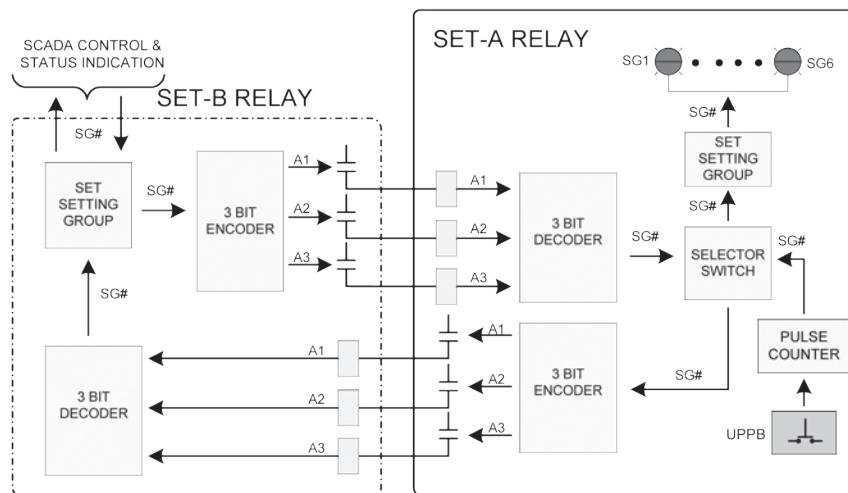 SCADA CONTROL &
STATUS INDICATION
SG#
SET-B RELAY
SET
SETTING
GROUP
SG#
3 BIT
ENCODER
A1
A2
A3
SG#
3 BIT
DECODER
A1
A2
A3
SET-A RELAY
SG1
SG6
SG#
SET
SETTING
GROUP
SG#
A1
A2
A3
3 BIT
DECODER
SG#
SELECTOR
SWITCH
SG#
PULSE
COUNTER
UPPB
A1
A2
A3
3 BIT
ENCODER
SG#